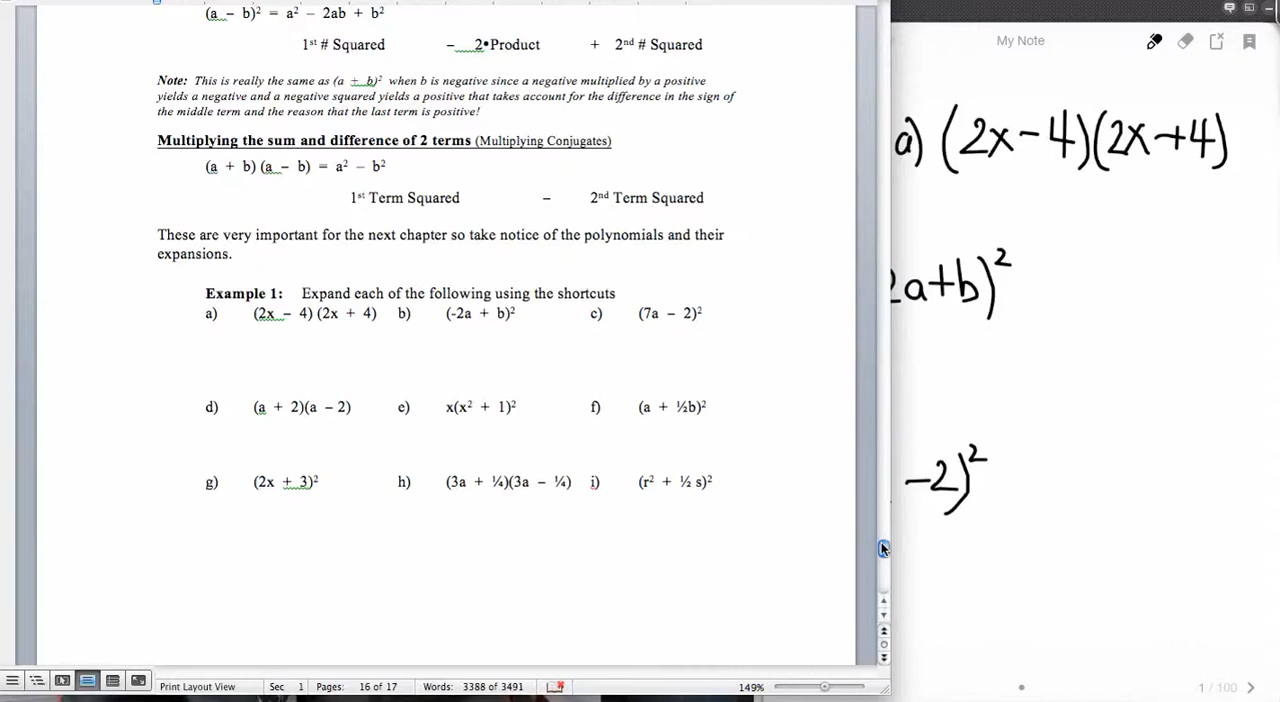 (a – b)² = a² – 2ab + b²
1st # Squared – 2•Product + 2nd # Squared
Note: This is really the same as (a + b)² when b is negative since a negative multiplied by a positive
yields a negative and a negative squared yields a positive that takes account for the difference in the sign of
the middle term and the reason that the last term is positive!
Multiplying the sum and difference of 2 terms (Multiplying Conjugates)
(a + b) (a – b) = a² – b²
1st Term Squared – 2nd Term Squared
These are very important for the next chapter so take notice of the polynomials and their
expansions.
Example 1: Expand each of the following using the shortcuts
a) (2x – 4) (2x + 4) b) (-2a + b)² c) (7a – 2)²
d) (a + 2)(a – 2) e) x(x² + 1)² f) (a + ½b)²
g) (2x + 3)² h) (3a + ¼)(3a – ¼) i) (r² + ½ s)²
Print Layout View Sec 1 Pages: 16 of 17 Words: 3388 of 3491 149%
My Note
a) (2x-4)(2x+4)
2a+b)²
-2)²
1 / 100